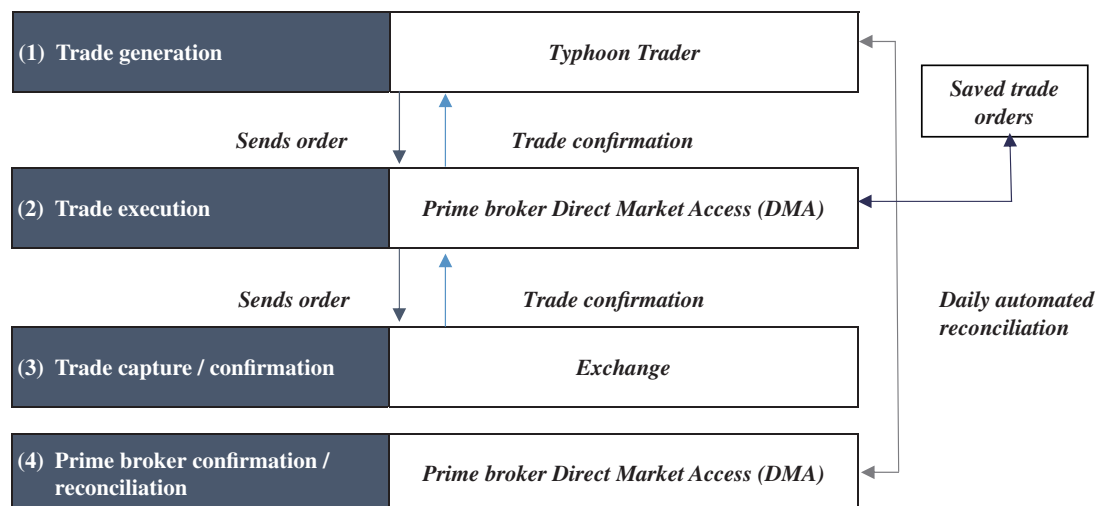 (1) Trade generation
Typhoon Trader
Saved trade
orders
Sends order
Trade confirmation
(2) Trade execution
Prime broker Direct Market Access (DMA)
Sends order
Trade confirmation
Daily automated
reconciliation
(3) Trade capture / confirmation
Exchange
(4) Prime broker confirmation /
reconciliation
Prime broker Direct Market Access (DMA)